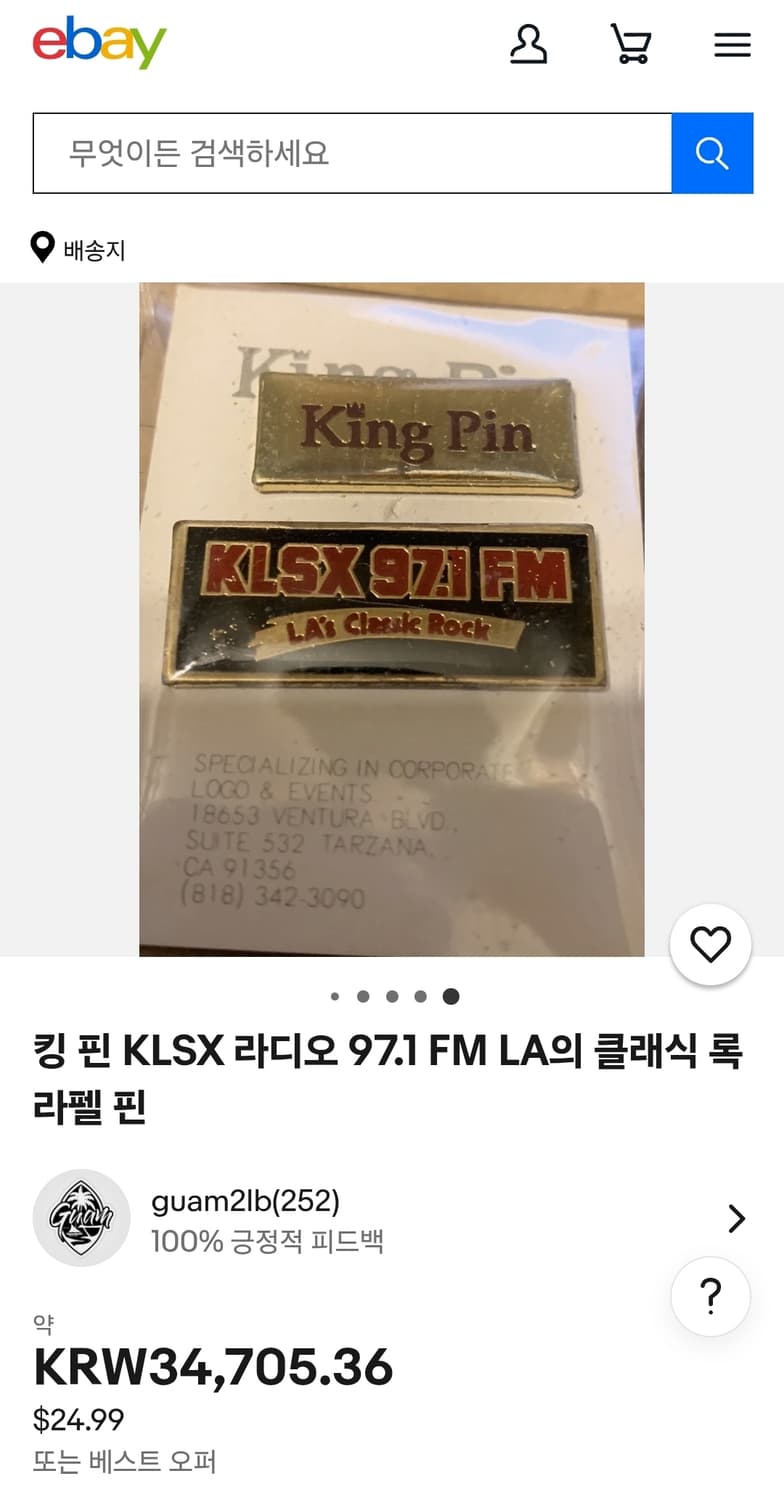 ebay
무엇이든 검색하세요
배송지
King Pin
KLSX 97.1 FM
LA's Classic Rock
SPECIALIZING IN CORPORATE
LOGO & EVENTS
18653 VENTURA BLVD.,
SUITE 532 TARZANA,
CA 91356
(818) 342-3090
킹 핀 KLSX 라디오 97.1 FM LA의 클래식 록
라펠 핀
Guam
guam2lb(252)
100% 긍정적 피드백
?
약
KRW34,705.36
$24.99
또는 베스트 오퍼